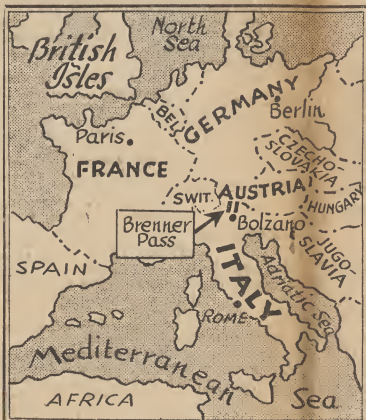 British
Isles
North
Sea
GERMANY
Berlin
BEL.
Paris
FRANCE
CZECHO-
SLOVAKIA
SWIT.
AUSTRIA
HUNGARY
Brenner
Pass
Bolzano
JUGO-
SLAVIA
SPAIN
ITALY
Adriatic Sea
ROME
Mediterranean
Sea
AFRICA